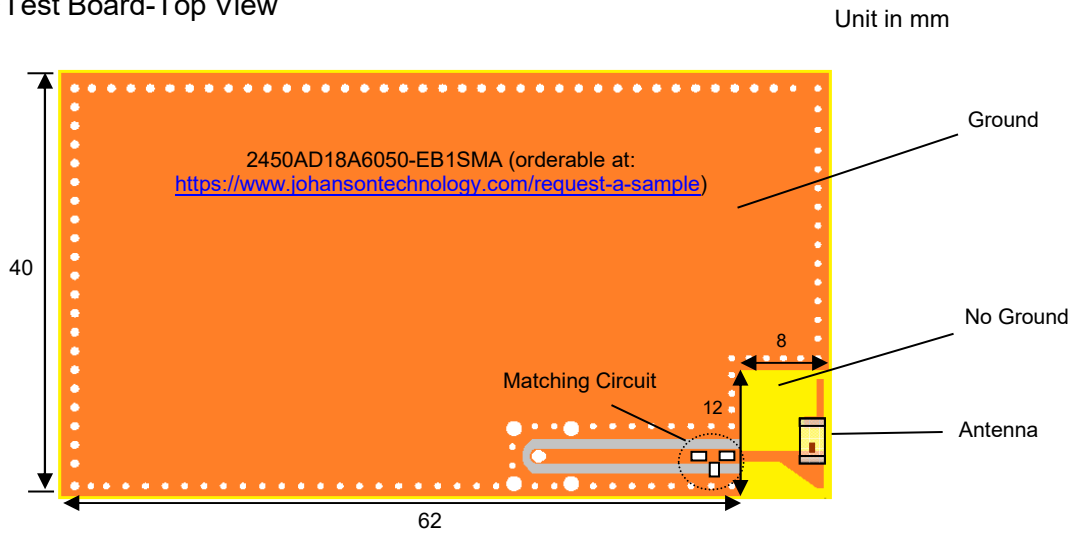 Test Board-Top View
Unit in mm
Ground
2450AD18A6050-EB1SMA (orderable at:
https://www.johansontechnology.com/request-a-sample)
40
No Ground
8
Matching Circuit
12
Antenna
62